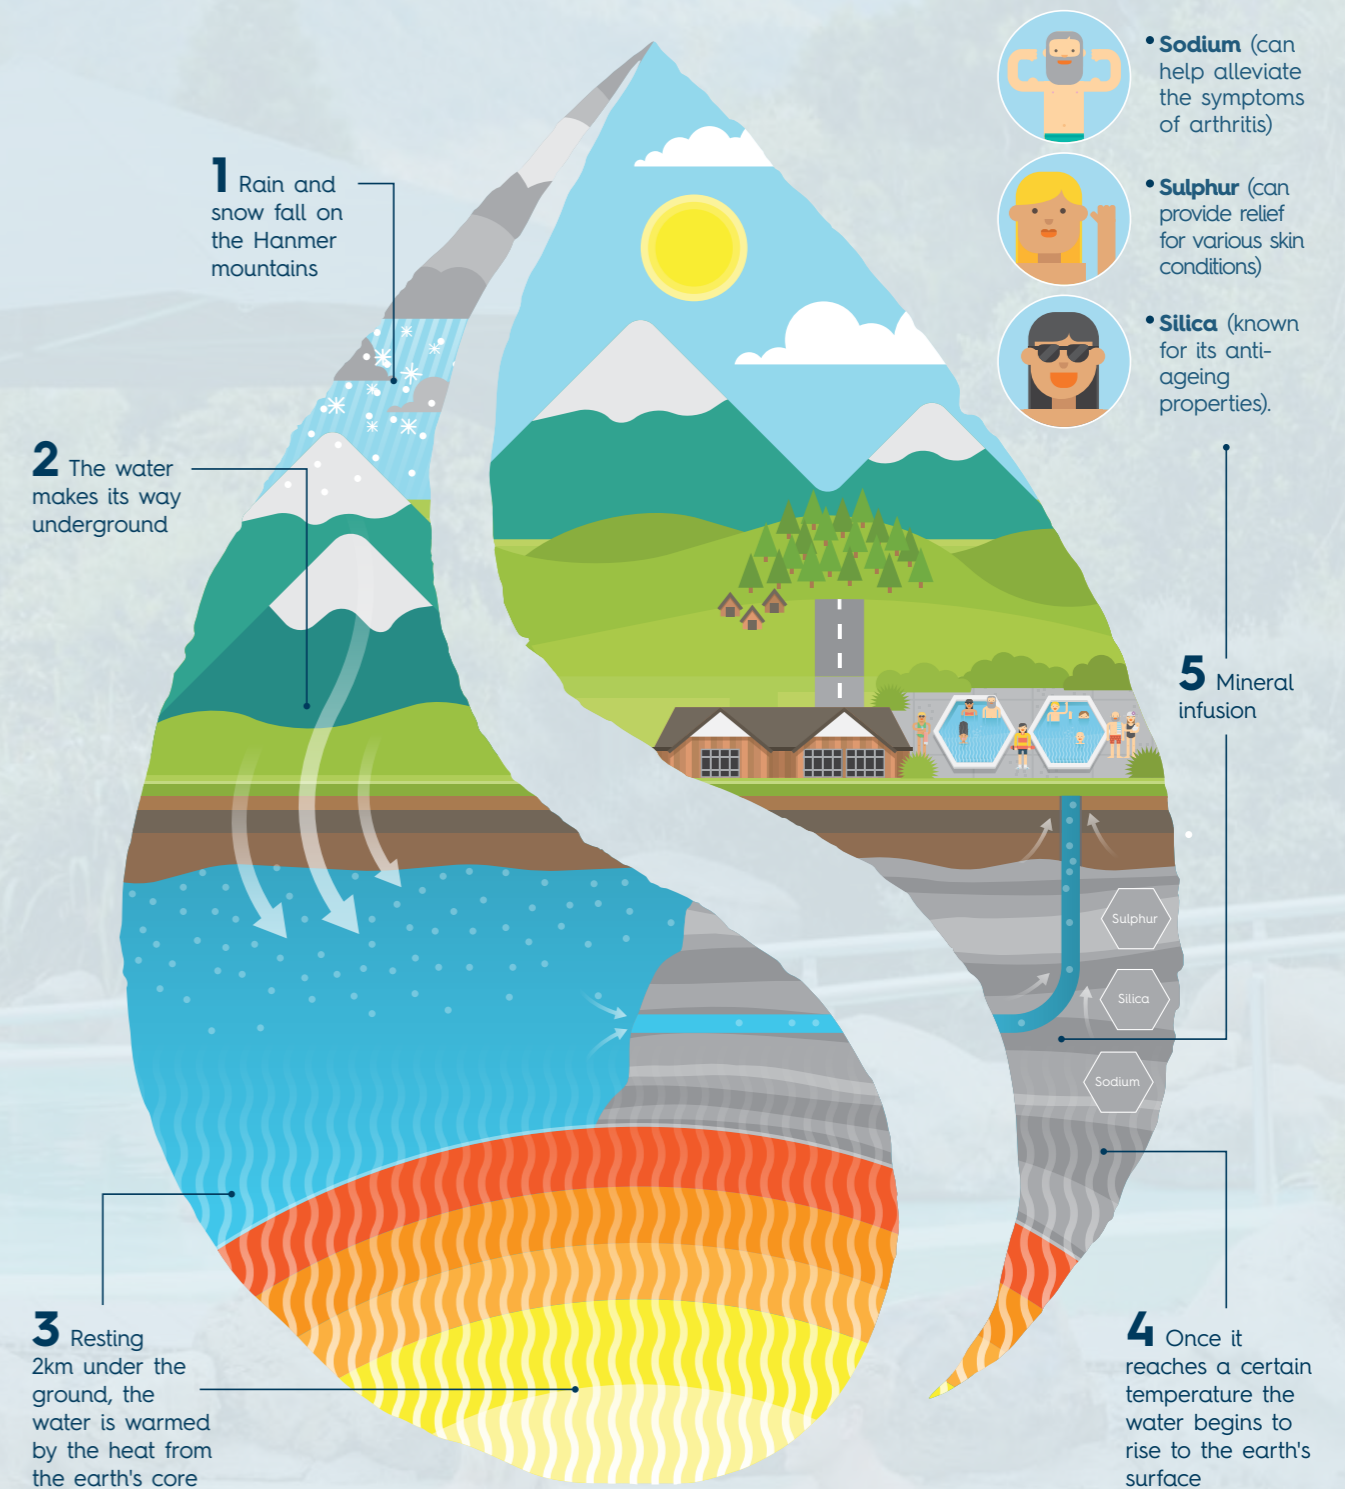 1 Rain and
snow fall on
the Hanmer
mountains
2 The water
makes its way
underground
3 Resting
2km under the
ground, the
water is warmed
by the heat from
the earth's core
4 Once it
reaches a certain
temperature the
water begins to
rise to the earth's
surface
5 Mineral
infusion
• Sodium (can
help alleviate
the symptoms
of arthritis)
• Sulphur (can
provide relief
for various skin
conditions)
• Silica (known
for its anti-
ageing
properties).
Sulphur
Silica
Sodium